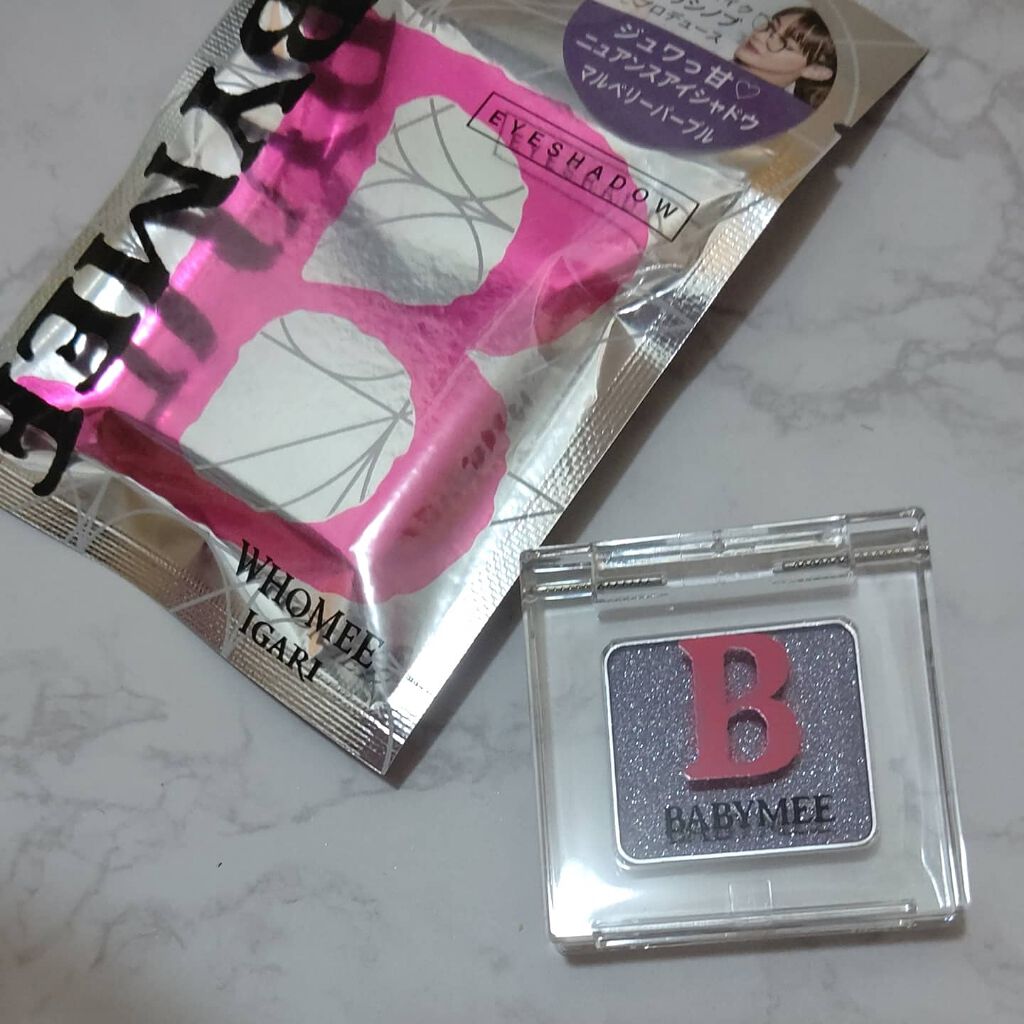 プロデュース
ジュワっ甘♡
ニュアンスアイシャドウ
マルベリーパープル
EYESHADOW
BYMEE
WHOMEE
IGARI
B
BABYMEE